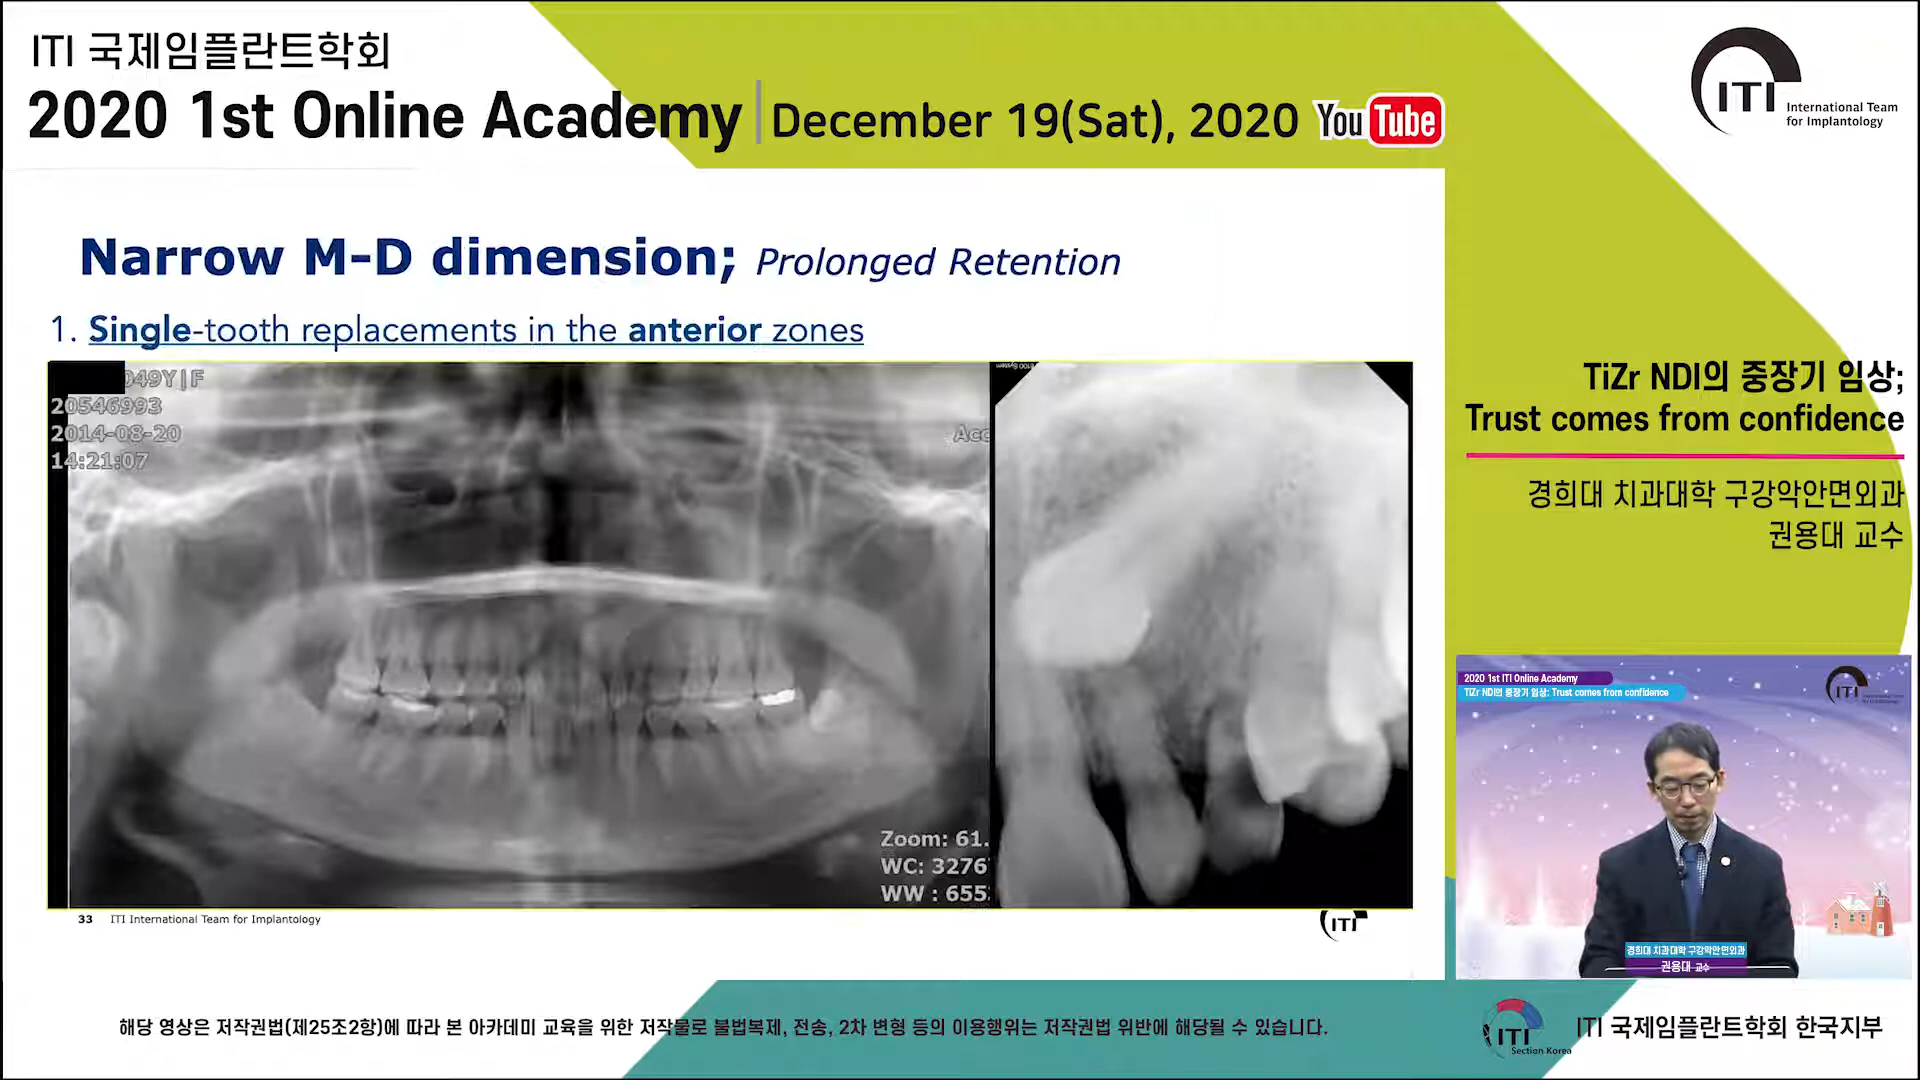 ITI 국제임플란트학회
2020 1st Online Academy
December 19(Sat), 2020
YouTube
ITI
International Team
for Implantology
Narrow M-D dimension; Prolonged Retention
1. Single-tooth replacements in the anterior zones
049Y|F
20546993
2014-08-20
14:21:07
Acc
Zoom: 61.
WC: 3276
WW : 655
33 ITI International Team for Implantology
ITI
TiZr NDI의 중장기 임상;
Trust comes from confidence
경희대 치과대학 구강악안면외과
권용대 교수
2020 1st ITI Online Academy
TiZr NDI의 중장기 임상: Trust comes from confidence
ITI
경희대 치과대학 구강악안면외과
권용대 교수
해당 영상은 저작권법(제25조2항)에 따라 본 아카데미 교육을 위한 저작물로 불법복제, 전송, 2차 변형 등의 이용행위는 저작권법 위반에 해당될 수 있습니다.
ITI
Section Korea
ITI 국제임플란트학회 한국지부